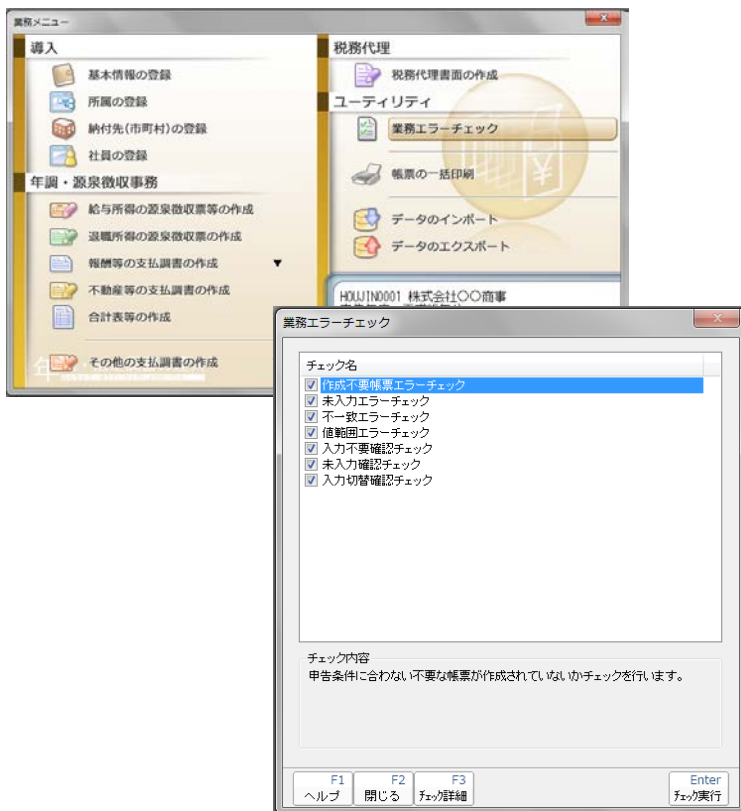 業務メニュー
導入
基本情報の登録
所属の登録
納付先(市町村)の登録
社員の登録
年調・源泉徴収事務
給与所得の源泉徴収票等の作成
退職所得の源泉徴収票の作成
報酬等の支払調書の作成 ▼
不動産等の支払調書の作成
合計表等の作成
その他の支払調書の作成
税務代理
税務代理書面の作成
ユーティリティ
業務エラーチェック
帳票の一括印刷
データのインポート
データのエクスポート
HOUJIN0001 株式会社〇〇商事
業務エラーチェック
チェック名
作成不要帳票エラーチェック
未入力エラーチェック
不一致エラーチェック
値範囲エラーチェック
入力不要確認チェック
未入力確認チェック
入力切替確認チェック
チェック内容
申告条件に合わない不要な帳票が作成されていないかチェックを行います。
F1 F2 F3 Enter
ヘルプ 閉じる チェック詳細 チェック実行